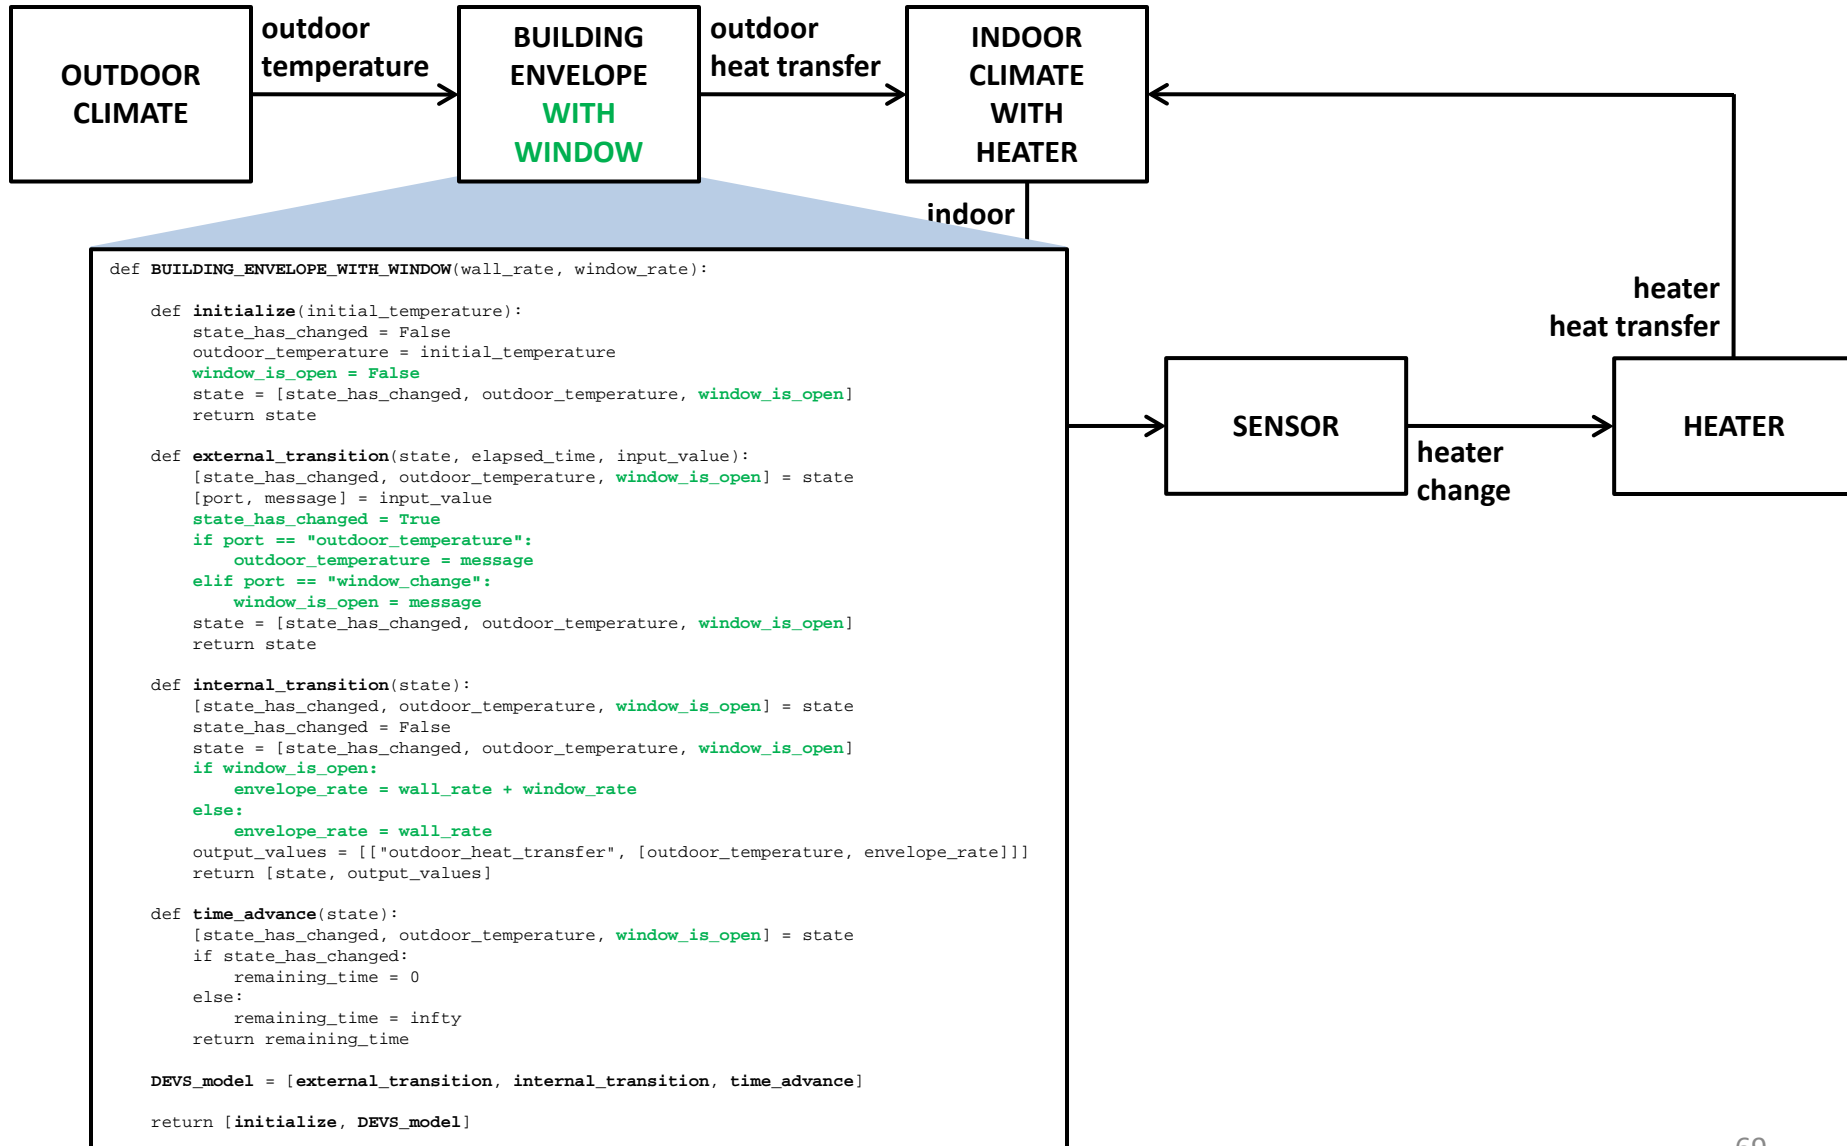 OUTDOOR
CLIMATE
outdoor
temperature
BUILDING
ENVELOPE
WITH
WINDOW
outdoor
heat transfer
INDOOR
CLIMATE
WITH
HEATER
indoor
heater
heat transfer
SENSOR
heater
change
HEATER
def BUILDING_ENVELOPE_WITH_WINDOW(wall_rate, window_rate):
def initialize(initial_temperature):
state_has_changed = False
outdoor_temperature = initial_temperature
window_is_open = False
state = [state_has_changed, outdoor_temperature, window_is_open]
return state
def external_transition(state, elapsed_time, input_value):
[state_has_changed, outdoor_temperature, window_is_open] = state
[port, message] = input_value
state_has_changed = True
if port == "outdoor_temperature":
outdoor_temperature = message
elif port == "window_change":
window_is_open = message
state = [state_has_changed, outdoor_temperature, window_is_open]
return state
def internal_transition(state):
[state_has_changed, outdoor_temperature, window_is_open] = state
state_has_changed = False
state = [state_has_changed, outdoor_temperature, window_is_open]
if window_is_open:
envelope_rate = wall_rate + window_rate
else:
envelope_rate = wall_rate
output_values = [["outdoor_heat_transfer", [outdoor_temperature, envelope_rate]]]
return [state, output_values]
def time_advance(state):
[state_has_changed, outdoor_temperature, window_is_open] = state
if state_has_changed:
remaining_time = 0
else:
remaining_time = infty
return remaining_time
DEVS_model = [external_transition, internal_transition, time_advance]
return [initialize, DEVS_model]